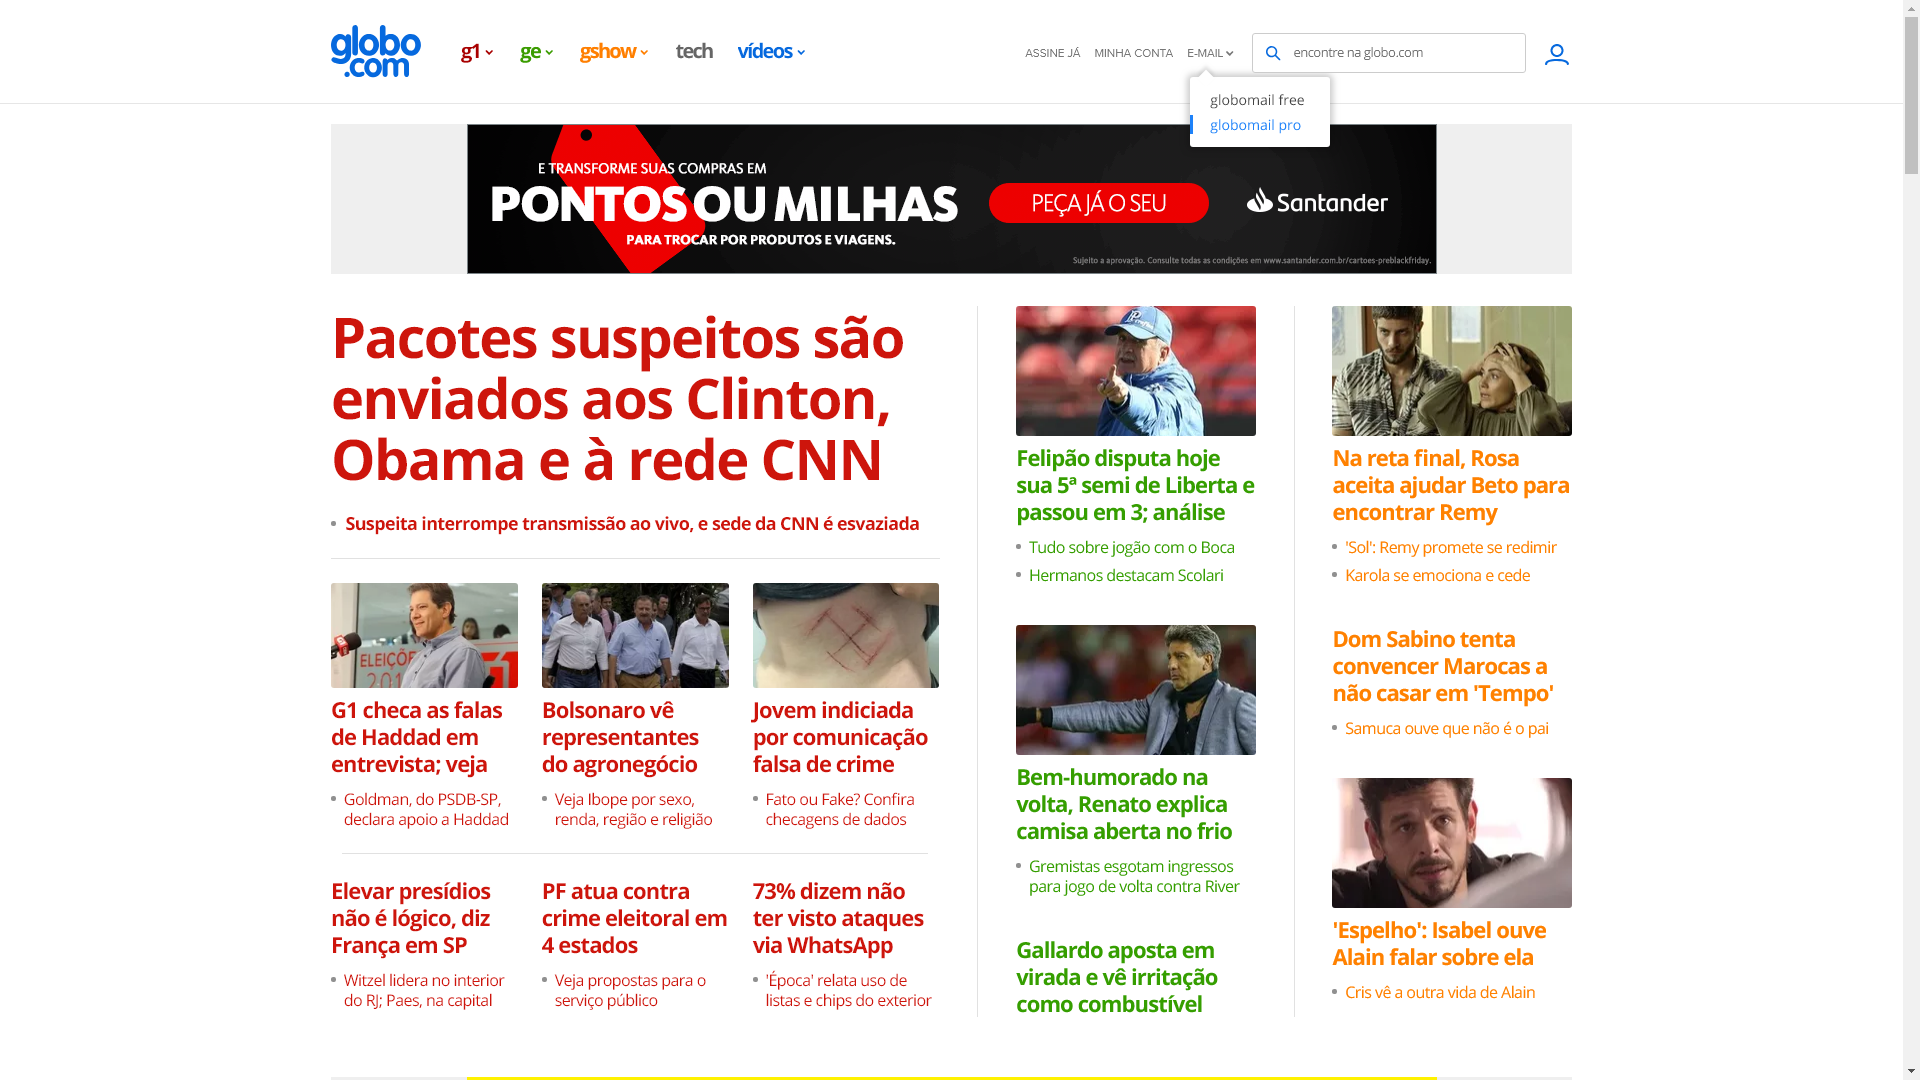 globo
.com
g1
ge
gshow
tech
vídeos
ASSINE JÁ
MINHA CONTA
E-MAIL
encontre na globo.com
globomail free
globomail pro
E TRANSFORME SUAS COMPRAS EM
PONTOS OU MILHAS
PARA TROCAR POR PRODUTOS E VIAGENS.
PEÇA JÁ O SEU
Santander
Sujeito a aprovação. Consulte todas as condições em www.santander.com.br/cartoes-preblackfriday.
Pacotes suspeitos são
enviados aos Clinton,
Obama e à rede CNN
Suspeita interrompe transmissão ao vivo, e sede da CNN é esvaziada
ELEIÇÕE
201
G1
G1 checa as falas
de Haddad em
entrevista; veja
Goldman, do PSDB-SP,
declara apoio a Haddad
Bolsonaro vê
representantes
do agronegócio
Veja Ibope por sexo,
renda, região e religião
Jovem indiciada
por comunicação
falsa de crime
Fato ou Fake? Confira
checagens de dados
Elevar presídios
não é lógico, diz
França em SP
Witzel lidera no interior
do RJ; Paes, na capital
PF atua contra
crime eleitoral em
4 estados
Veja propostas para o
serviço público
73% dizem não
ter visto ataques
via WhatsApp
'Época' relata uso de
listas e chips do exterior
Felipão disputa hoje
sua 5ª semi de Liberta e
passou em 3; análise
Tudo sobre jogão com o Boca
Hermanos destacam Scolari
Bem-humorado na
volta, Renato explica
camisa aberta no frio
Gremistas esgotam ingressos
para jogo de volta contra River
Gallardo aposta em
virada e vê irritação
como combustível
Na reta final, Rosa
aceita ajudar Beto para
encontrar Remy
'Sol': Remy promete se redimir
Karola se emociona e cede
Dom Sabino tenta
convencer Marocas a
não casar em 'Tempo'
Samuca ouve que não é o pai
'Espelho': Isabel ouve
Alain falar sobre ela
Cris vê a outra vida de Alain